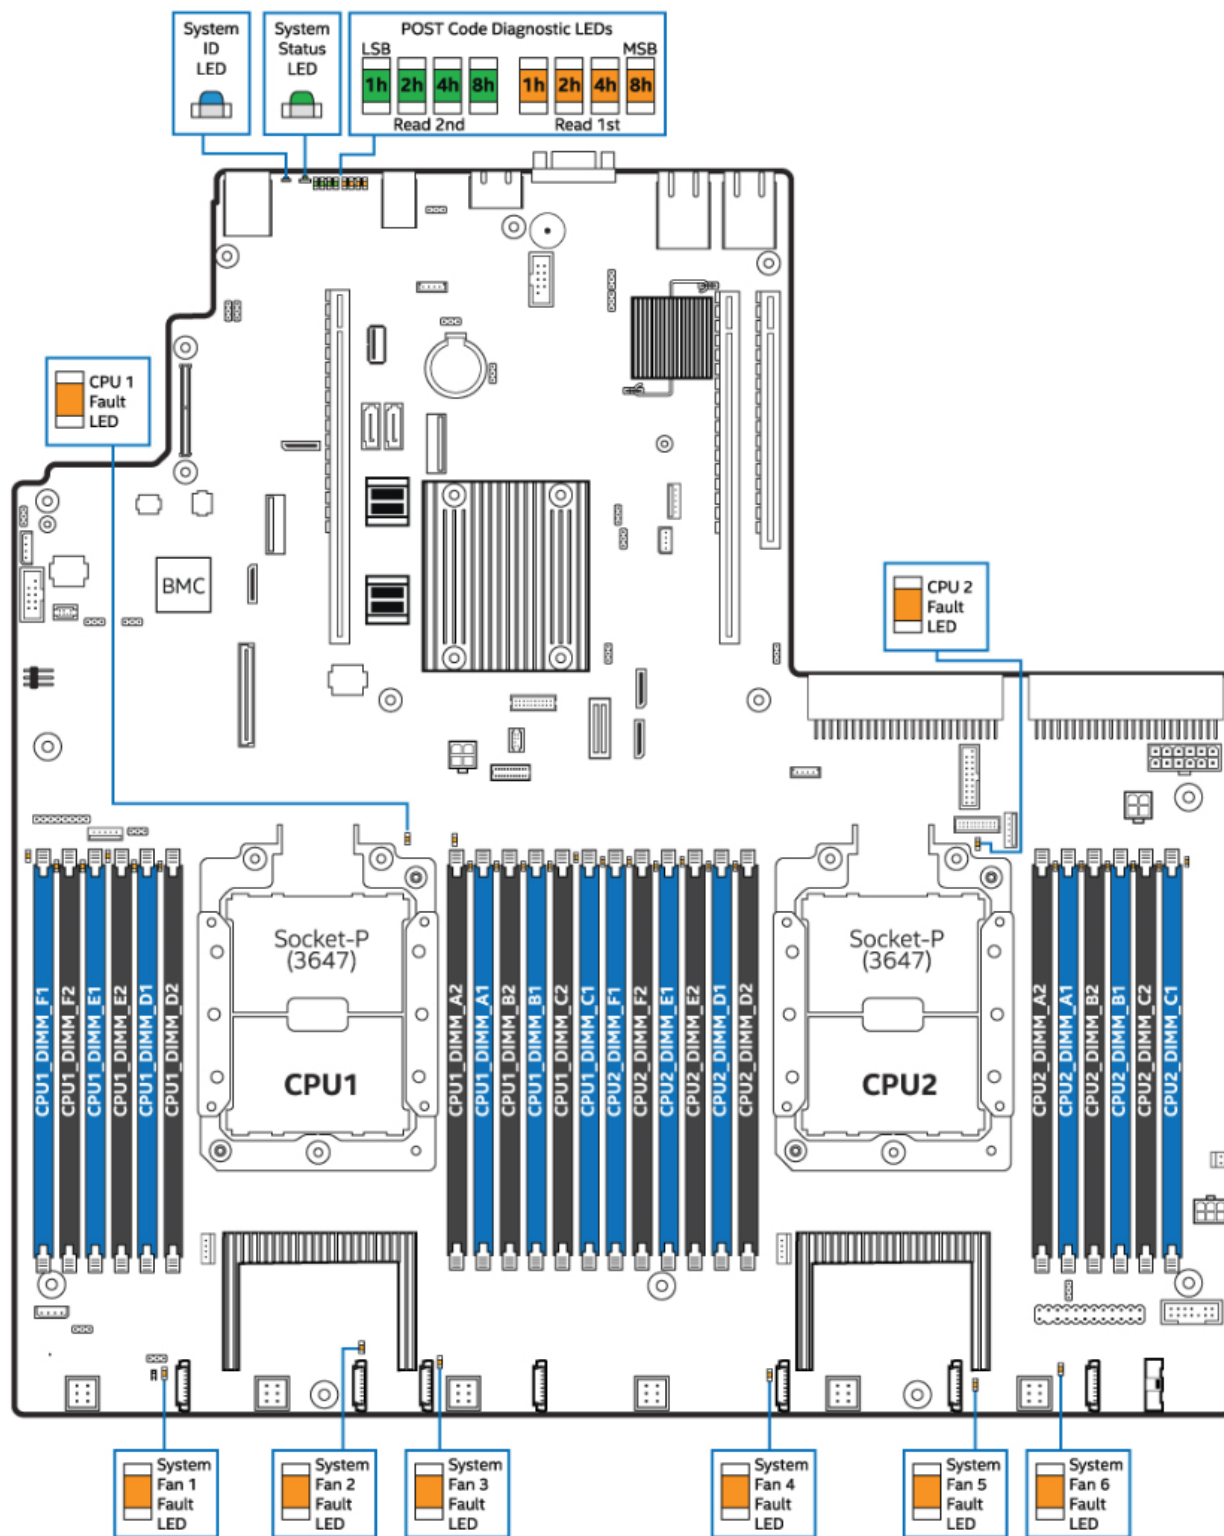 System
ID
LED
System
Status
LED
POST Code Diagnostic LEDs
LSB MSB
1h 2h 4h 8h 1h 2h 4h 8h
Read 2nd Read 1st
CPU 1
Fault
LED
BMC
CPU 2
Fault
LED
CPU1_DIMM_F1
CPU1_DIMM_F2
CPU1_DIMM_E1
CPU1_DIMM_E2
CPU1_DIMM_D1
CPU1_DIMM_D2
Socket-P
(3647)
CPU1
CPU1_DIMM_A2
CPU1_DIMM_A1
CPU1_DIMM_B2
CPU1_DIMM_B1
CPU1_DIMM_C2
CPU1_DIMM_C1
CPU2_DIMM_F1
CPU2_DIMM_F2
CPU2_DIMM_E1
CPU2_DIMM_E2
CPU2_DIMM_D1
CPU2_DIMM_D2
Socket-P
(3647)
CPU2
CPU2_DIMM_A2
CPU2_DIMM_A1
CPU2_DIMM_B2
CPU2_DIMM_B1
CPU2_DIMM_C2
CPU2_DIMM_C1
System
Fan 1
Fault
LED
System
Fan 2
Fault
LED
System
Fan 3
Fault
LED
System
Fan 4
Fault
LED
System
Fan 5
Fault
LED
System
Fan 6
Fault
LED